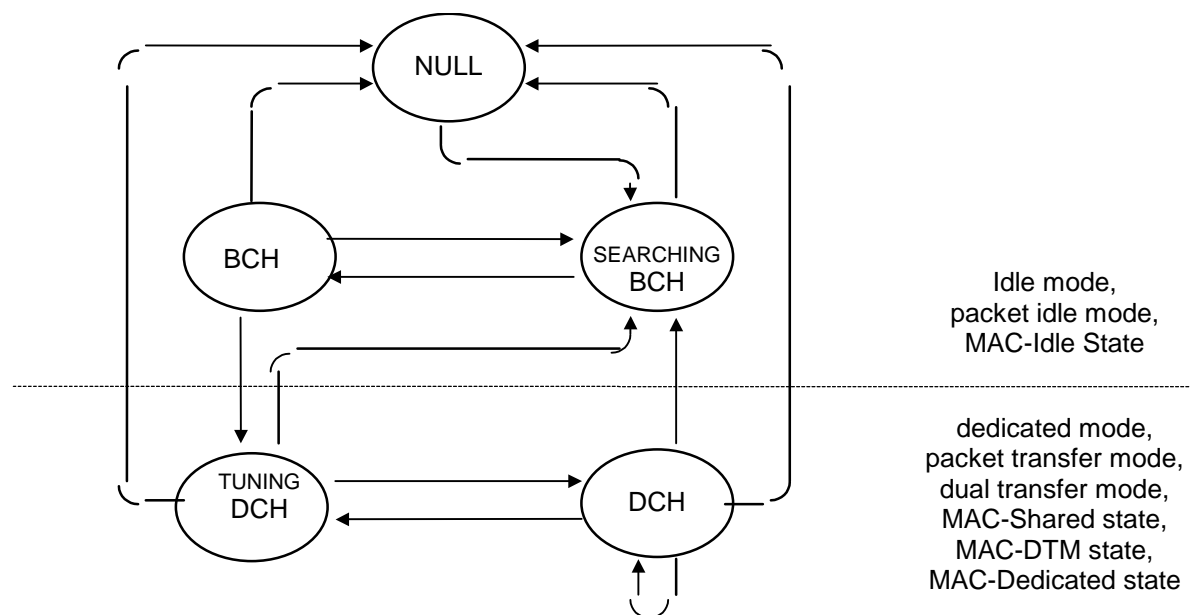 NULL
BCH
SEARCHING
BCH
Idle mode,
packet idle mode,
MAC-Idle State
TUNING
DCH
DCH
dedicated mode,
packet transfer mode,
dual transfer mode,
MAC-Shared state,
MAC-DTM state,
MAC-Dedicated state